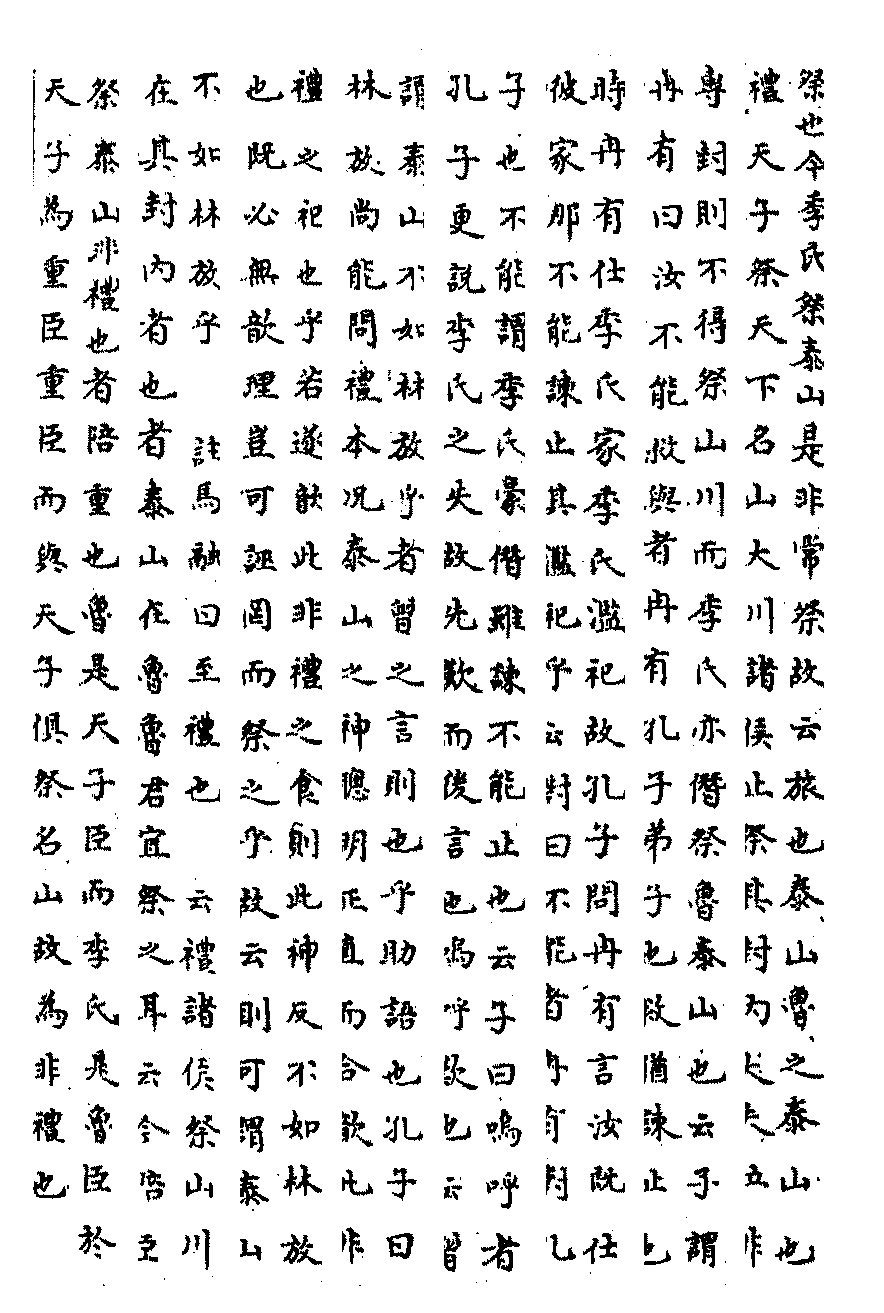 祭也今季氏祭泰山是非常祭故云旅也泰山魯之泰山也
禮天子祭天下名山大川諸侯止祭其封内大夫立非
專封則不得祭山川而季氏亦僭祭魯泰山也云子謂
冉有曰汝不能救與者冉有孔子弟子也救猶諫止也
時冉有仕季氏家季氏濫祀故孔子問冉有言汝既仕
彼家那不能諫止其濫祀乎云對曰不能者冉有對孔
子也不能謂季氏豪僭雖諫不能止也云子曰嗚呼者
孔子更説季氏之失故先歎而後言也嗚呼歎也云曽
謂泰山不如林放乎者曽之言則也乎助語也孔子曰
林放尚能問禮本况泰山之神聰明正直而合歆此非
禮之祀也乎若遂歆此非禮之食則此神反不如林放
也既必無歆理豈可誣罔而祭之乎故云則可謂泰山
不如林放乎 註馬融曰至禮也 云禮諸侯祭山川
在其封内者也者泰山在魯魯君宜祭之耳云今陪臣
祭泰山非禮也者陪重也魯是天子臣而季氏是魯臣於
天子為重臣重臣而與天子俱祭名山故為非禮也